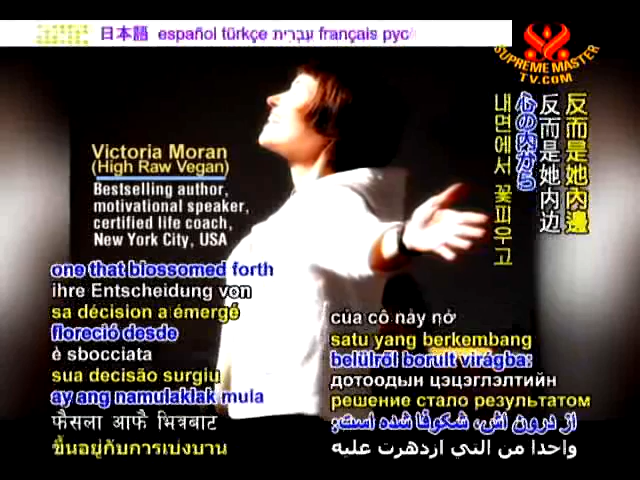 日本語 español türkçe עברית français рус
SUPREME MASTER
TV.COM
Victoria Moran
(High Raw Vegan)
Bestselling author,
motivational speaker,
certified life coach,
New York City, USA
反而是她內邊
反而是她内边
心の内から
내면에서 꽃피우고
one that blossomed forth
ihre Entscheidung von
sa décision a émergé
floreció desde
è sbocciata
sua decisão surgiu
ay ang namulaklak mula
फैसला आफै भित्रबाट
ขึ้นอยู่กับการเบ่งบาน
của cô này nở
satu yang berkembang
belülről borult virágba:
дотоодын цэцэглэлтийн
решение стало результатом
از درون اش، شکوفا شده است:
واحدا من التي ازدهرت عليه